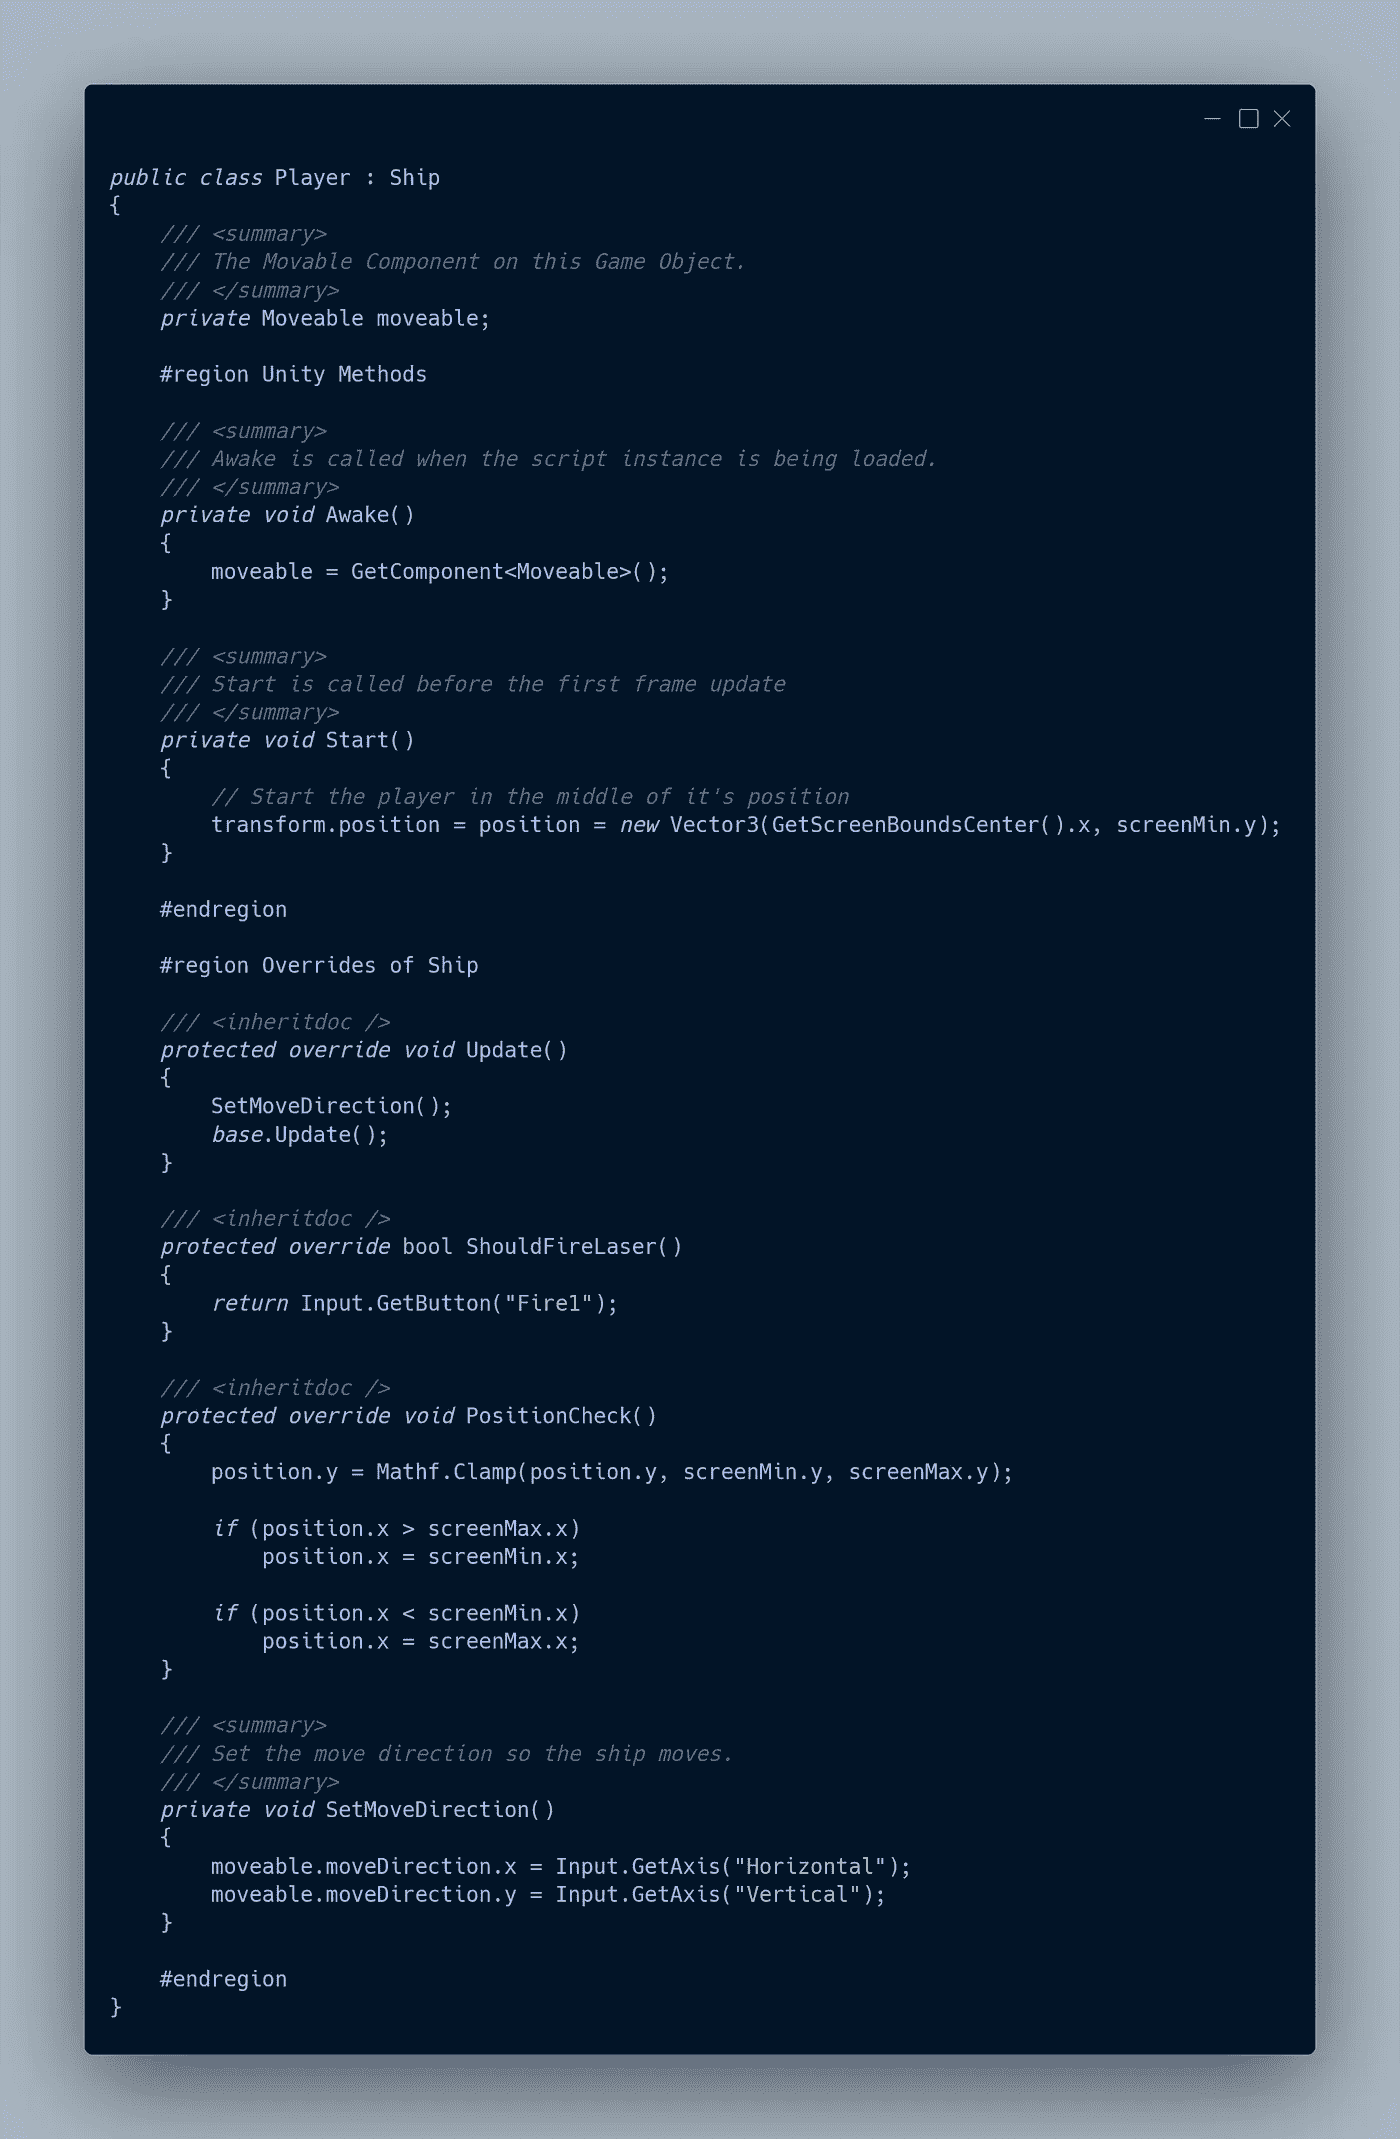 public class Player : Ship
{
    /// <summary>
    /// The Movable Component on this Game Object.
    /// </summary>
    private Moveable moveable;

    #region Unity Methods

    /// <summary>
    /// Awake is called when the script instance is being loaded.
    /// </summary>
    private void Awake()
    {
        moveable = GetComponent<Moveable>();
    }

    /// <summary>
    /// Start is called before the first frame update
    /// </summary>
    private void Start()
    {
        // Start the player in the middle of it's position
        transform.position = position = new Vector3(GetScreenBoundsCenter().x, screenMin.y);
    }

    #endregion

    #region Overrides of Ship

    /// <inheritdoc />
    protected override void Update()
    {
        SetMoveDirection();
        base.Update();
    }

    /// <inheritdoc />
    protected override bool ShouldFireLaser()
    {
        return Input.GetButton("Fire1");
    }

    /// <inheritdoc />
    protected override void PositionCheck()
    {
        position.y = Mathf.Clamp(position.y, screenMin.y, screenMax.y);

        if (position.x > screenMax.x)
            position.x = screenMin.x;

        if (position.x < screenMin.x)
            position.x = screenMax.x;
    }

    /// <summary>
    /// Set the move direction so the ship moves.
    /// </summary>
    private void SetMoveDirection()
    {
        moveable.moveDirection.x = Input.GetAxis("Horizontal");
        moveable.moveDirection.y = Input.GetAxis("Vertical");
    }

    #endregion
}